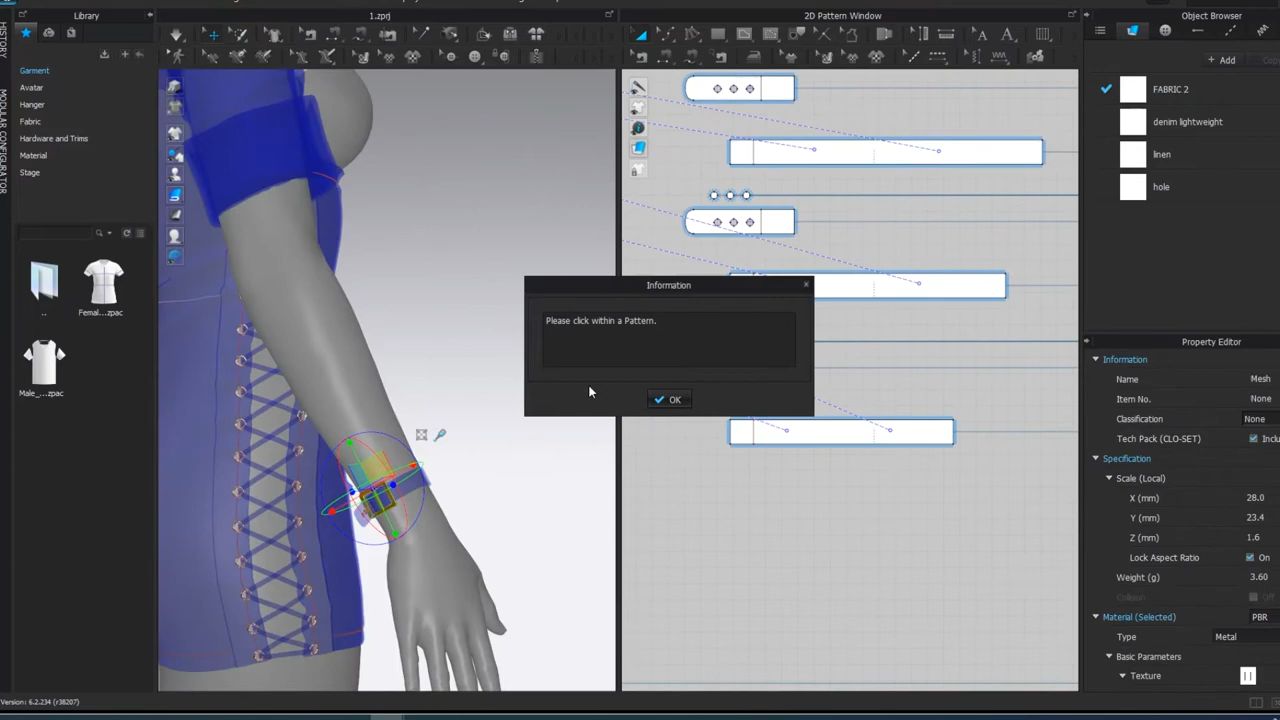 Library
1.zprj
2D Pattern Window
Object Browser
HISTORY
MODULAR CONFIGURATOR
Garment
Avatar
Hanger
Fabric
Hardware and Trims
Material
Stage
..
Femal...zpac
Male_...zpac
Add
FABRIC 2
denim lightweight
linen
hole
Information
Please click within a Pattern.
OK
Property Editor
Information
Name Mesh
Item No. None
Classification None
Tech Pack (CLO-SET) Inclu
Specification
Scale (Local)
X (mm) 28.0
Y (mm) 23.4
Z (mm) 1.6
Lock Aspect Ratio On
Weight (g) 3.60
Collision
Material (Selected) PBR
Type Metal
Basic Parameters
Texture
Version: 6.2.234 (r38207)